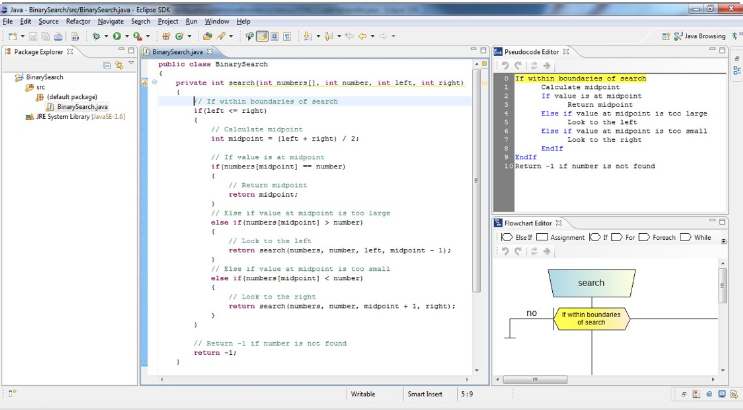 Java - BinarySearch/src/BinarySearch.java - Eclipse SDK
File Edit Source Refactor Navigate Search Project Run Window Help
Java Browsing
Package Explorer
BinarySearch
src
(default package)
BinarySearch.java
JRE System Library [JavaSE-1.6]
BinarySearch.java
public class BinarySearch
{
private int search(int numbers[], int number, int left, int right)
{
// If within boundaries of search
if(left <= right)
{
// Calculate midpoint
int midpoint = (left + right) / 2;
// If value is at midpoint
if(numbers[midpoint] == number)
{
// Return midpoint
return midpoint;
}
// Else if value at midpoint is too large
else if(numbers[midpoint] > number)
{
// Look to the left
return search(numbers, number, left, midpoint - 1);
}
// Else if value at midpoint is too small
else if(numbers[midpoint] < number)
{
// Look to the right
return search(numbers, number, midpoint + 1, right);
}
}
// Return -1 if number is not found
return -1;
}
Pseudocode Editor
0 If within boundaries of search
1 Calculate midpoint
2 If value is at midpoint
3 Return midpoint
4 Else if value at midpoint is too large
5 Look to the left
6 Else if value at midpoint is too small
7 Look to the right
8 EndIf
9 EndIf
10 Return -1 if number is not found
Flowchart Editor
Else If Assignment If For Foreach While
search
no
If within boundaries
of search
Writable Smart Insert 5:9